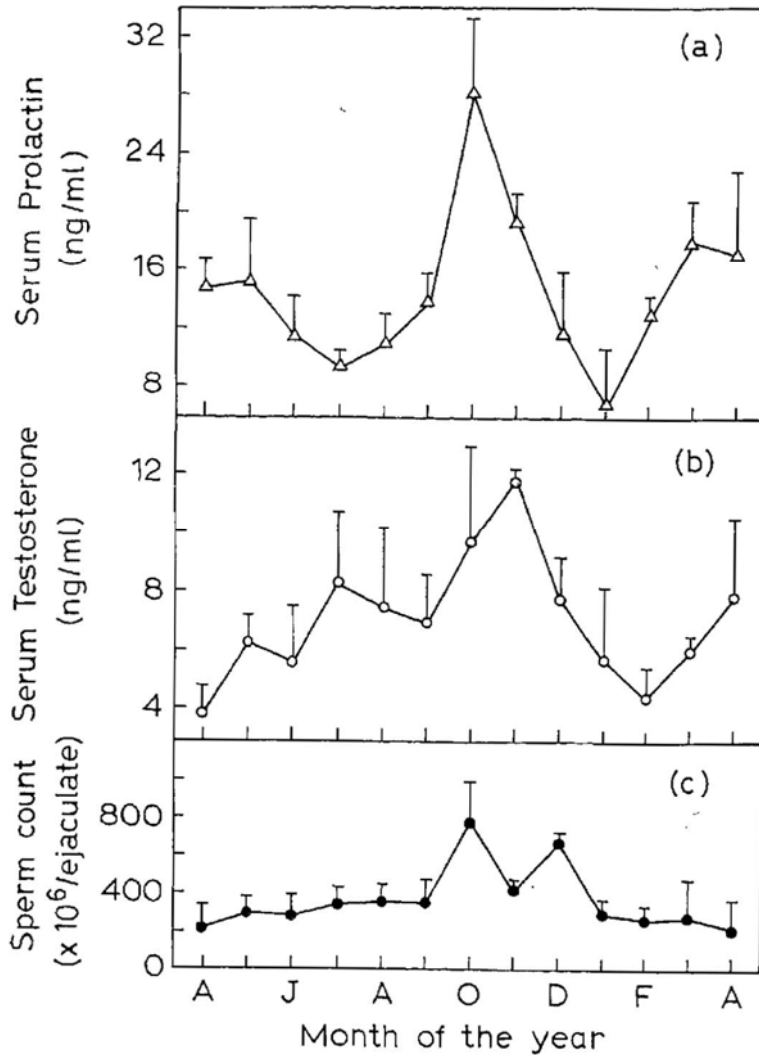 (a)
Serum Prolactin
(ng/ml)
32
24
16
8
(b)
Serum Testosterone
(ng/ml)
12
8
4
(c)
Sperm count
(x 10⁶/ejaculate)
800
400
0
A J A O D F A
Month of the year